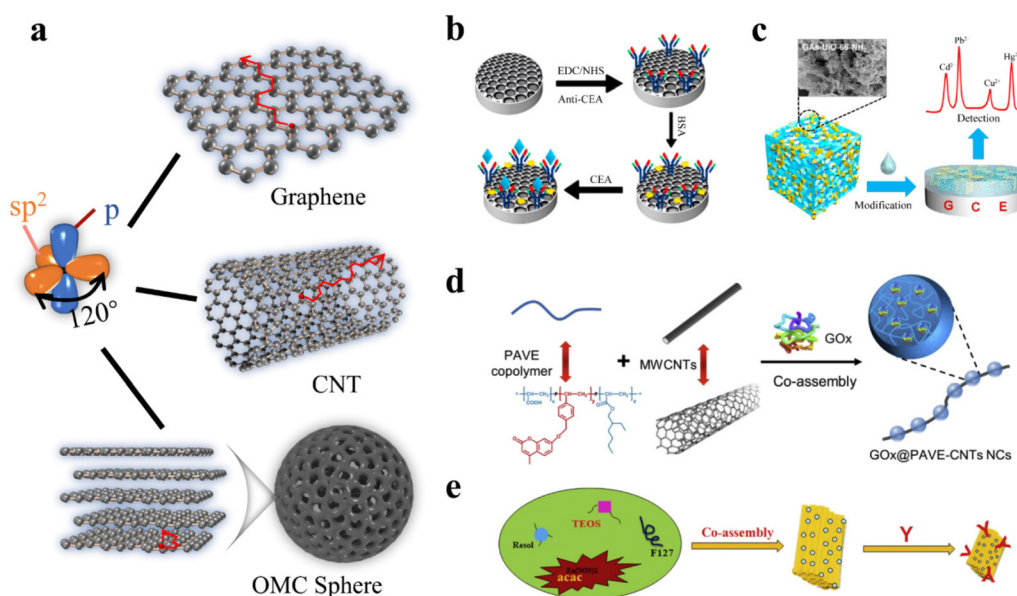 a
sp²
p
120°
Graphene
CNT
OMC Sphere
b
EDC/NHS
Anti-CEA
BSA
CEA
c
GAs-UiO-66-NH₂
Cd²⁻
Pb²⁻
Cu²⁺
Hg²
Detection
Modification
G C E
d
PAVE
copolymer
+
MWCNTs
COOH
GOx
Co-assembly
GOx@PAVE-CNTs NCs
e
TEOS
Resol
F127
acac
Co-assembly
Y